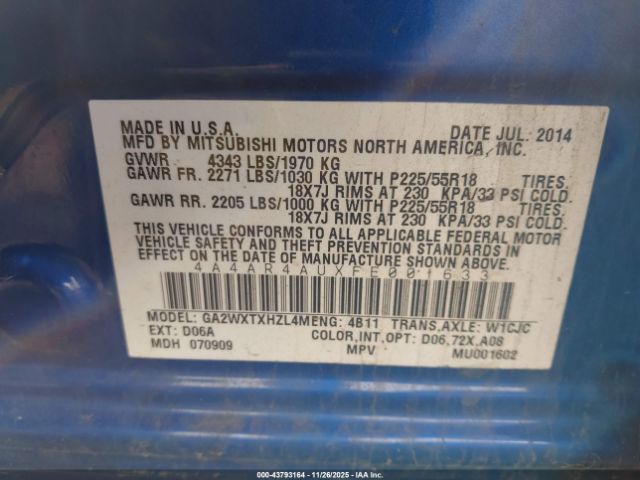 MADE IN U.S.A. DATE JUL. 2014
MFD BY MITSUBISHI MOTORS NORTH AMERICA, INC.
GVWR 4343 LBS/1970 KG
GAWR FR. 2271 LBS/1030 KG WITH P225/55R18 TIRES.
18X7J RIMS AT 230 KPA/33 PSI COLD.
GAWR RR. 2205 LBS/1000 KG WITH P225/55R18 TIRES.
18X7J RIMS AT 230 KPA/33 PSI COLD.
THIS VEHICLE CONFORMS TO ALL APPLICABLE FEDERAL MOTOR
VEHICLE SAFETY AND THEFT PREVENTION STANDARDS IN
EFFECT ON THE DATE OF MANUFACTURE SHOWN ABOVE.
4A4AR4AUXFE001633
MODEL: GA2WXTXHZL4MENG: 4B11 TRANS,AXLE: W1CJC
EXT: D06A COLOR,INT,OPT: D06,72X,A08
MDH 070909 MPV MU001602
000-43793164 - 11/26/2025 - IAA Inc.